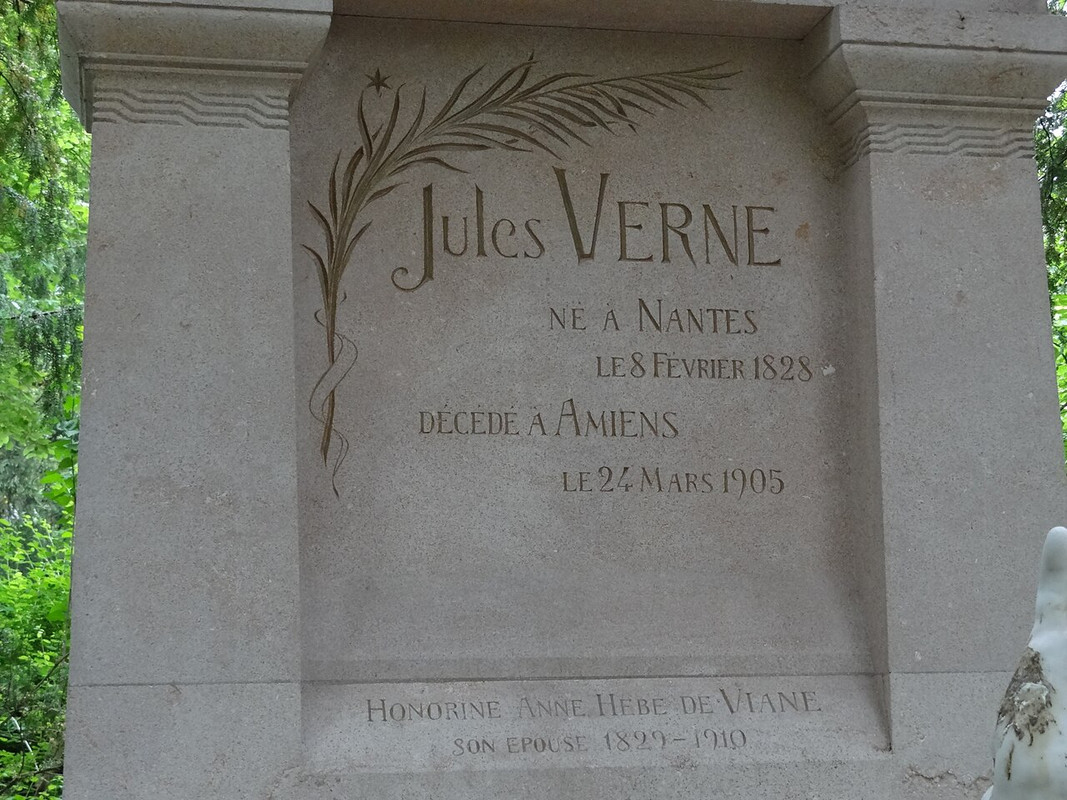 Jules VERNE
NÉ À NANTES
LE 8 FÉVRIER 1828
DÉCÉDÉ À AMIENS
LE 24 MARS 1905
HONORINE ANNE HEBE DE VIANE
SON EPOUSE 1829-1910